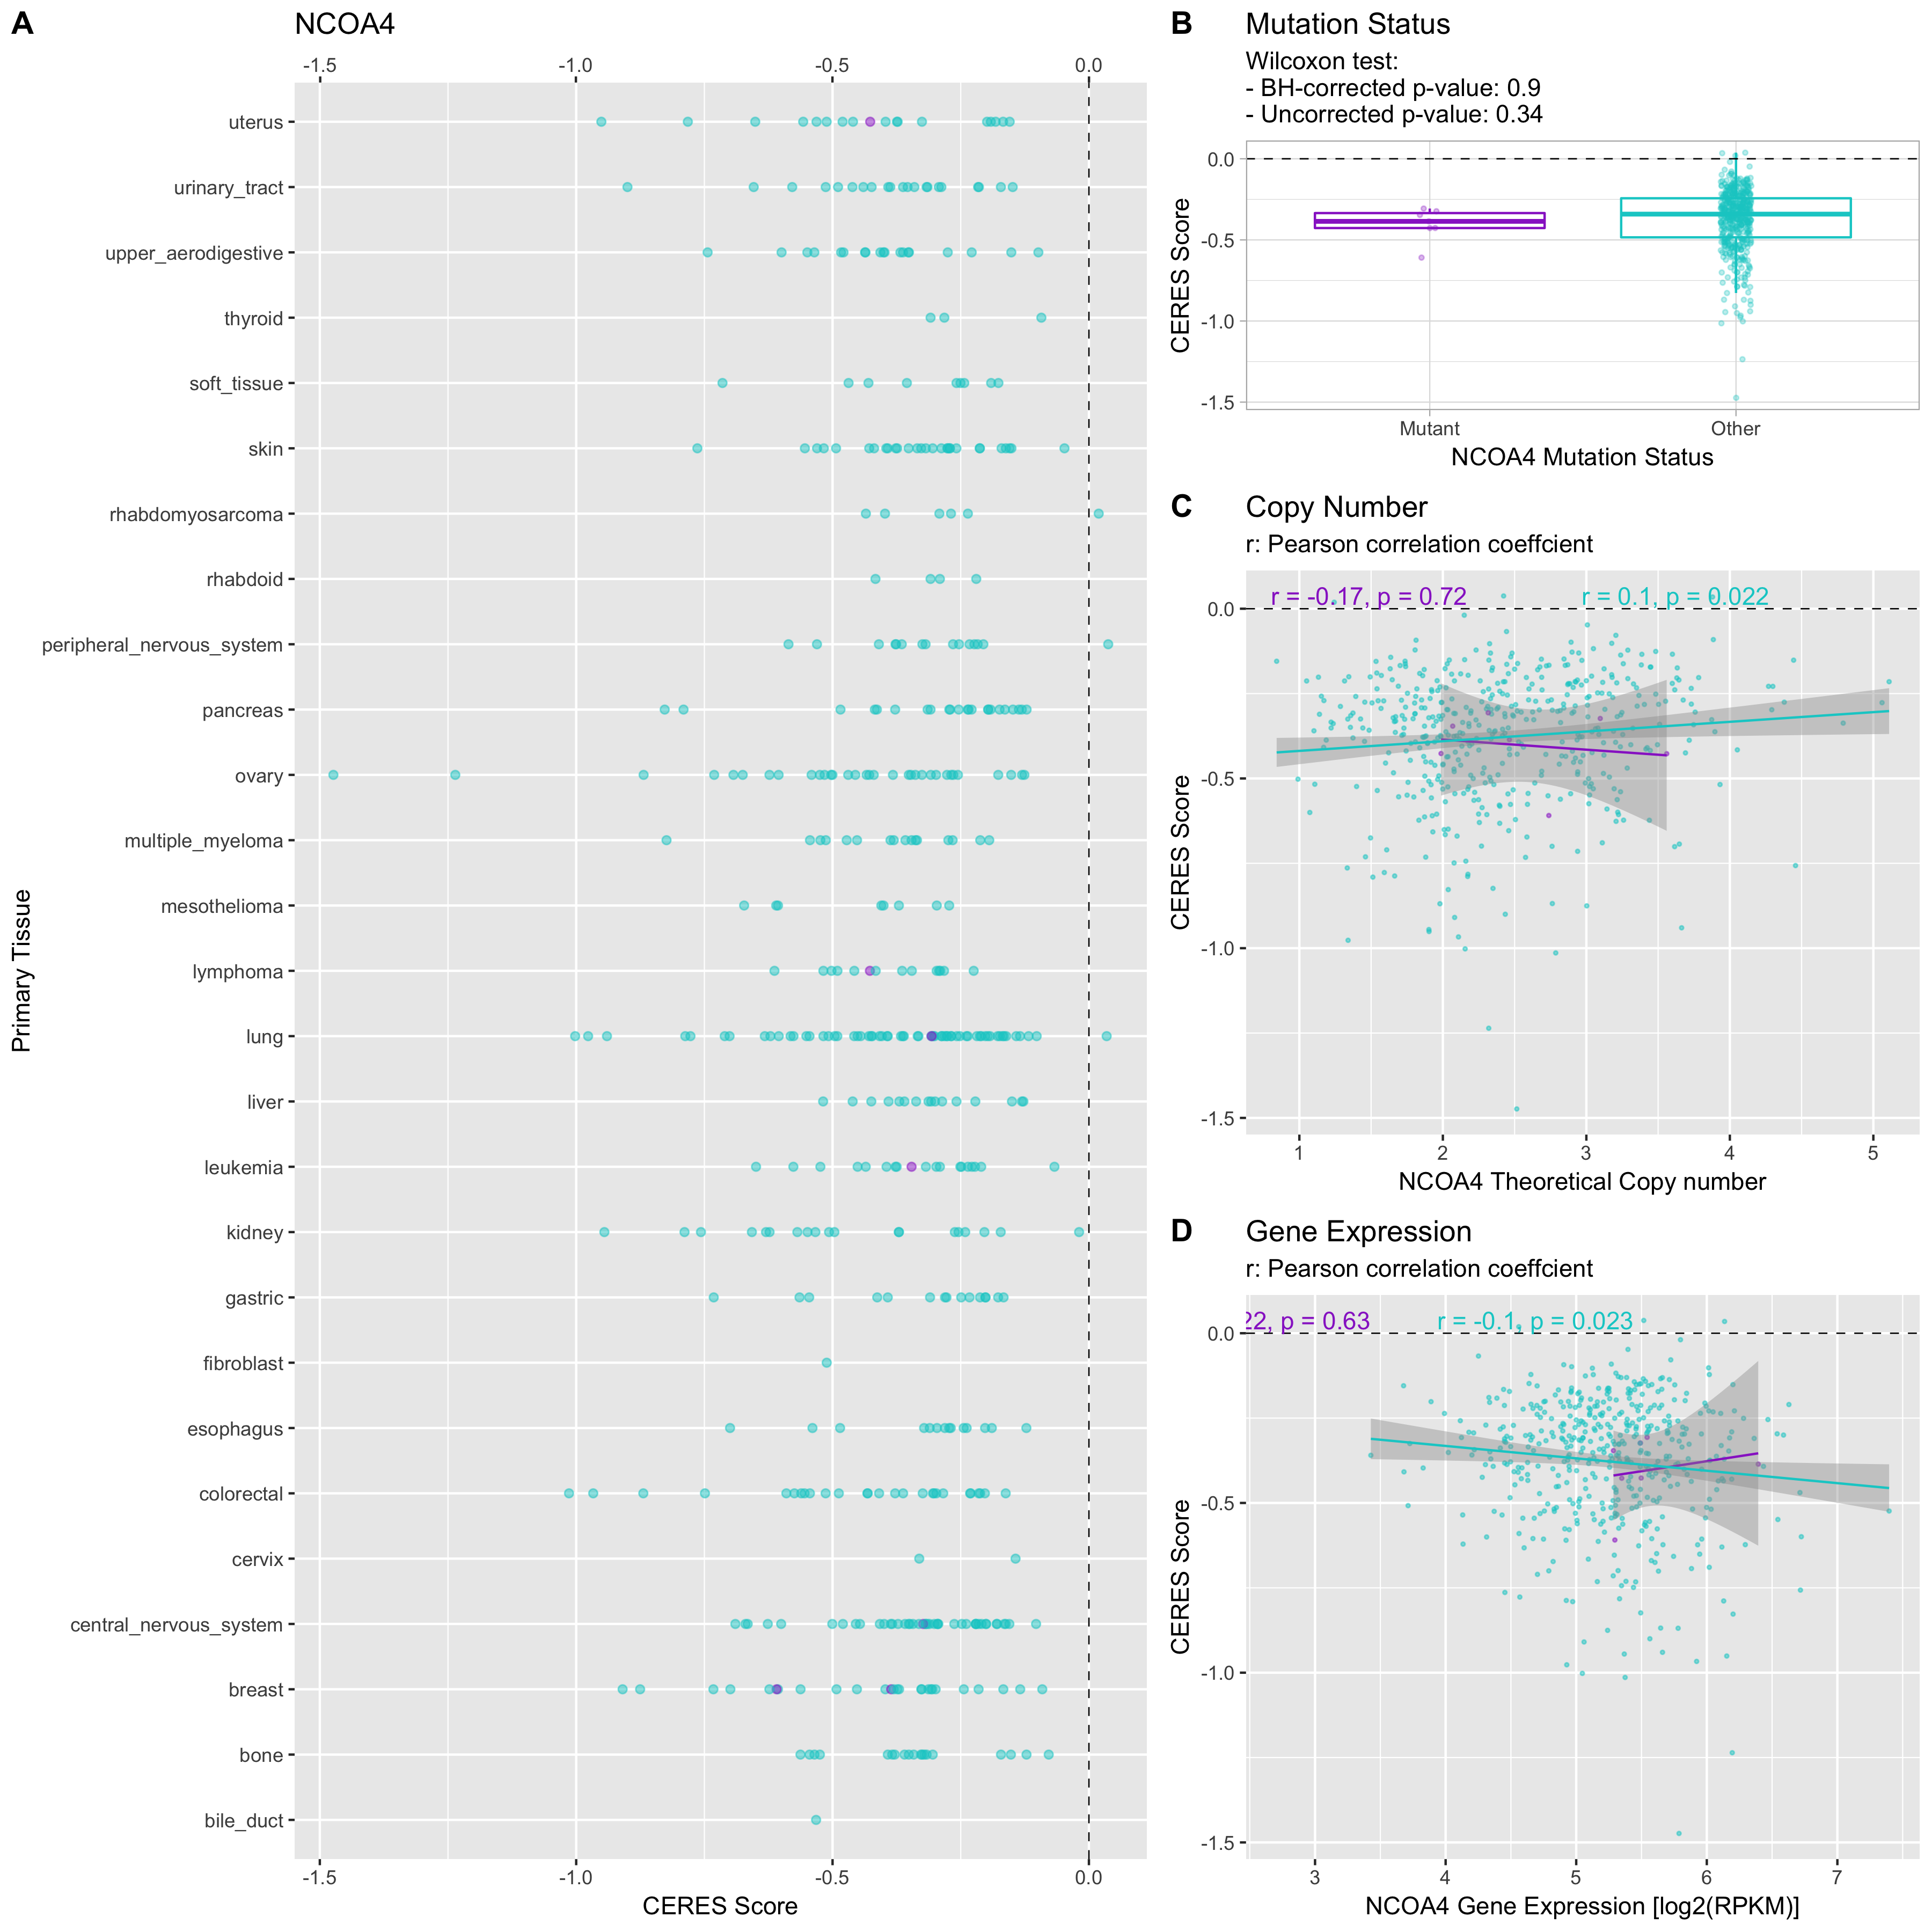 A
NCOA4
-1.5 -1.0 -0.5 0.0
uterus
urinary_tract
upper_aerodigestive
thyroid
soft_tissue
skin
rhabdomyosarcoma
rhabdoid
peripheral_nervous_system
pancreas
ovary
multiple_myeloma
mesothelioma
lymphoma
lung
liver
leukemia
kidney
gastric
fibroblast
esophagus
colorectal
cervix
central_nervous_system
breast
bone
bile_duct
Primary Tissue
-1.5 -1.0 -0.5 0.0
CERES Score
B
Mutation Status
Wilcoxon test:
- BH-corrected p-value: 0.9
- Uncorrected p-value: 0.34
0.0
-0.5
-1.0
-1.5
CERES Score
Mutant Other
NCOA4 Mutation Status
C
Copy Number
r: Pearson correlation coeffcient
r = -0.17, p = 0.72 r = 0.1, p = 0.022
0.0
-0.5
-1.0
-1.5
CERES Score
1 2 3 4 5
NCOA4 Theoretical Copy number
D
Gene Expression
r: Pearson correlation coeffcient
22, p = 0.63 r = -0.1, p = 0.023
0.0
-0.5
-1.0
-1.5
CERES Score
3 4 5 6 7
NCOA4 Gene Expression [log2(RPKM)]